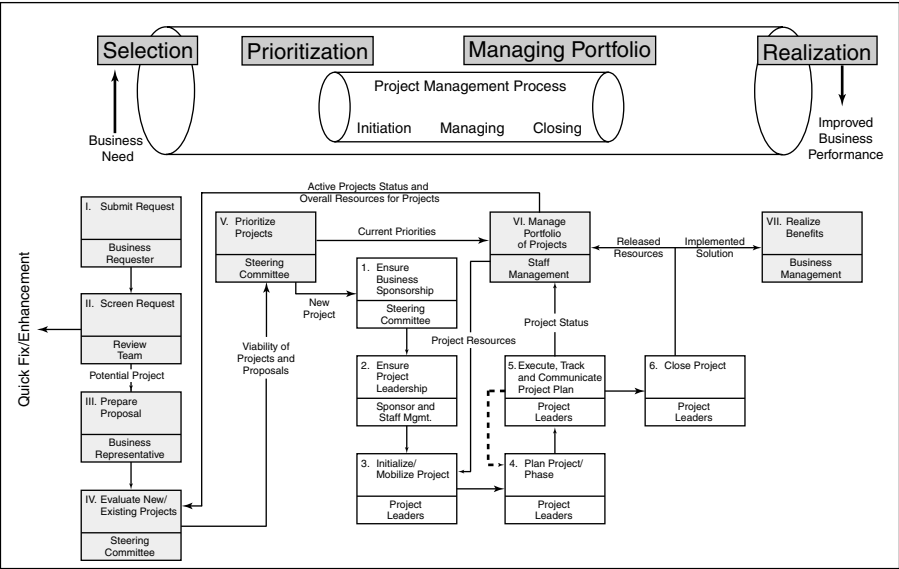 Selection
Prioritization
Managing Portfolio
Realization
Project Management Process
Initiation
Managing
Closing
Business
Need
Improved
Business
Performance
Active Projects Status and
Overall Resources for Projects
I. Submit Request
Business
Requester
V. Prioritize
Projects
Steering
Committee
Current Priorities
VI. Manage
Portfolio
of Projects
Staff
Management
Released
Resources
Implemented
Solution
VII. Realize
Benefits
Business
Management
Quick Fix/Enhancement
II. Screen Request
Review
Team
Potential Project
III. Prepare
Proposal
Business
Representative
IV. Evaluate New/
Existing Projects
Steering
Committee
Viability of
Projects and
Proposals
New
Project
1. Ensure
Business
Sponsorship
Steering
Committee
Project Resources
Project Status
2. Ensure
Project
Leadership
Sponsor and
Staff Mgmt.
3. Initialize/
Mobilize Project
Project
Leaders
4. Plan Project/
Phase
Project
Leaders
5. Execute, Track
and Communicate
Project Plan
Project
Leaders
6. Close Project
Project
Leaders